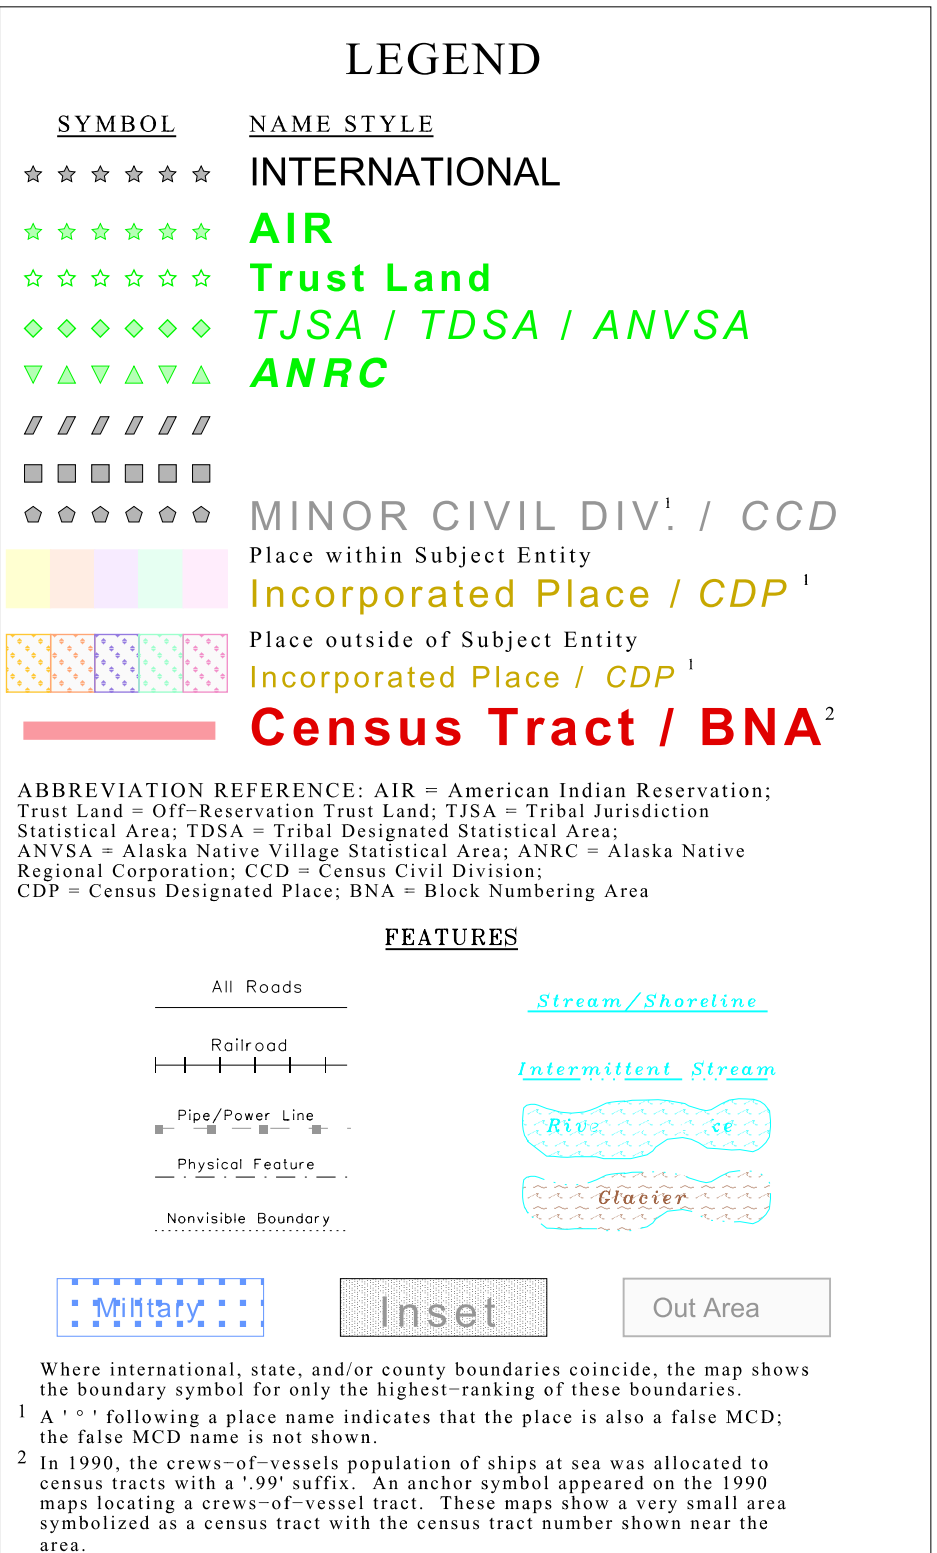 LEGEND
SYMBOL NAME STYLE
INTERNATIONAL
AIR
Trust Land
TJSA / TDSA / ANVSA
ANRC
MINOR CIVIL DIV.¹ / CCD
Place within Subject Entity
Incorporated Place / CDP ¹
Place outside of Subject Entity
Incorporated Place / CDP ¹
Census Tract / BNA²
ABBREVIATION REFERENCE: AIR = American Indian Reservation;
Trust Land = Off−Reservation Trust Land; TJSA = Tribal Jurisdiction
Statistical Area; TDSA = Tribal Designated Statistical Area;
ANVSA = Alaska Native Village Statistical Area; ANRC = Alaska Native
Regional Corporation; CCD = Census Civil Division;
CDP = Census Designated Place; BNA = Block Numbering Area
FEATURES
All Roads
Railroad
Pipe/Power Line
Physical Feature
Nonvisible Boundary
Stream/Shoreline
Intermittent Stream
Glacier
Military
Inset
Out Area
Where international, state, and/or county boundaries coincide, the map shows
the boundary symbol for only the highest−ranking of these boundaries.
1 A ' ° ' following a place name indicates that the place is also a false MCD;
the false MCD name is not shown.
2 In 1990, the crews−of−vessels population of ships at sea was allocated to
census tracts with a '.99' suffix. An anchor symbol appeared on the 1990
maps locating a crews−of−vessel tract. These maps show a very small area
symbolized as a census tract with the census tract number shown near the
area.